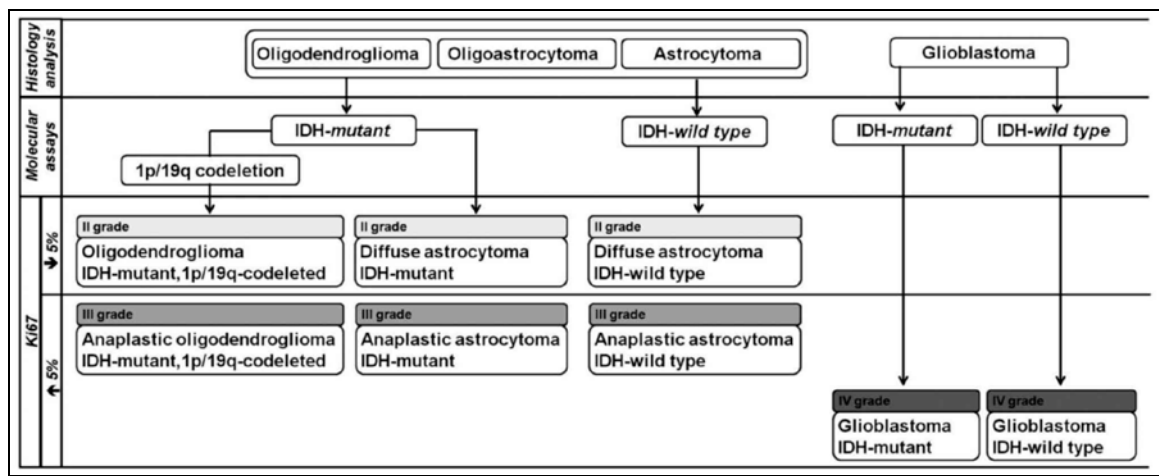 Histology
analysis
Oligodendroglioma
Oligoastrocytoma
Astrocytoma
Glioblastoma
Molecular
assays
IDH-mutant
IDH-wild type
IDH-mutant
IDH-wild type
1p/19q codeletion
Ki67
↓ 5%
II grade
Oligodendroglioma
IDH-mutant,1p/19q-codeleted
II grade
Diffuse astrocytoma
IDH-mutant
II grade
Diffuse astrocytoma
IDH-wild type
↑ 5%
III grade
Anaplastic oligodendroglioma
IDH-mutant,1p/19q-codeleted
III grade
Anaplastic astrocytoma
IDH-mutant
III grade
Anaplastic astrocytoma
IDH-wild type
IV grade
Glioblastoma
IDH-mutant
IV grade
Glioblastoma
IDH-wild type